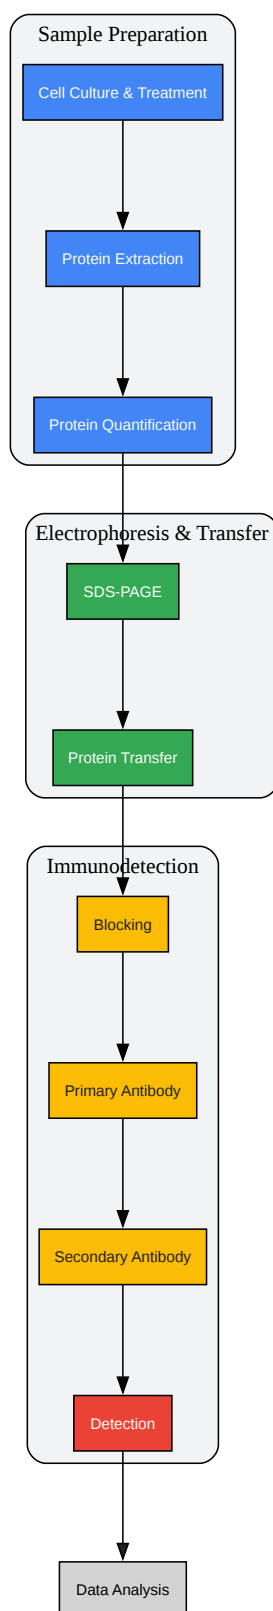 Sample Preparation
Cell Culture & Treatment
Protein Extraction
Protein Quantification
Electrophoresis & Transfer
SDS-PAGE
Protein Transfer
Immunodetection
Blocking
Primary Antibody
Secondary Antibody
Detection
Data Analysis